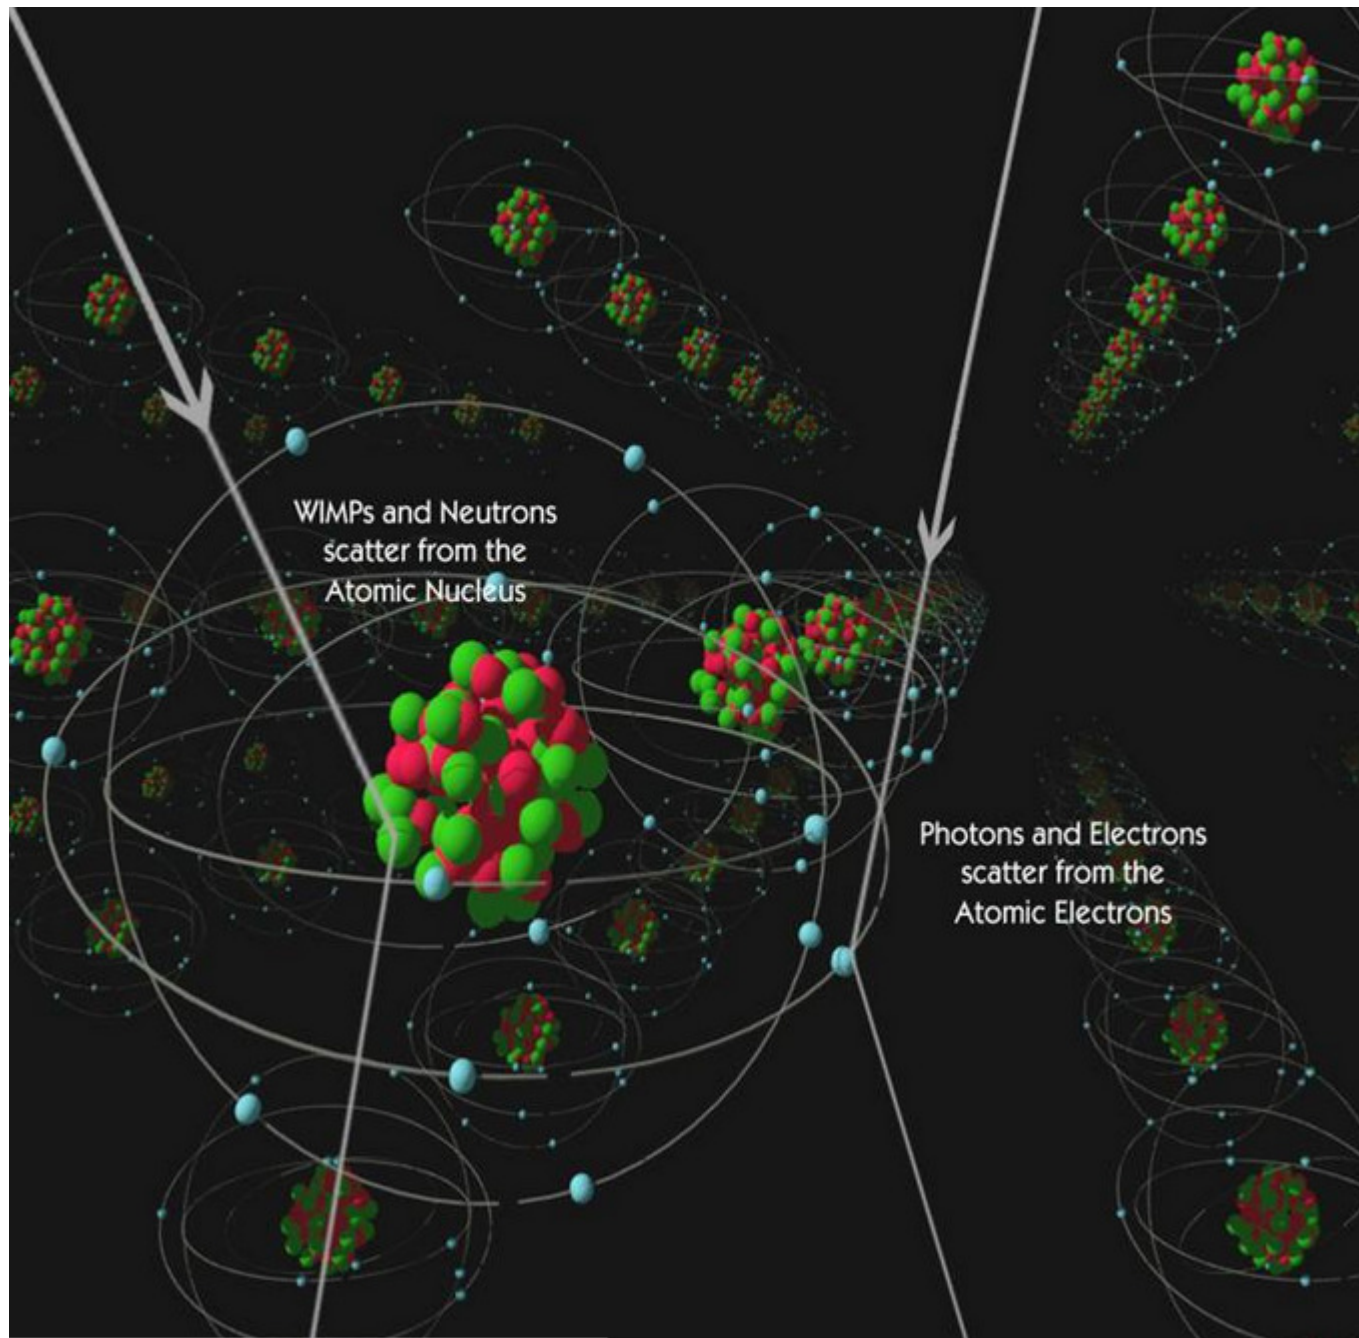 WIMPs and Neutrons
scatter from the
Atomic Nucleus
Photons and Electrons
scatter from the
Atomic Electrons